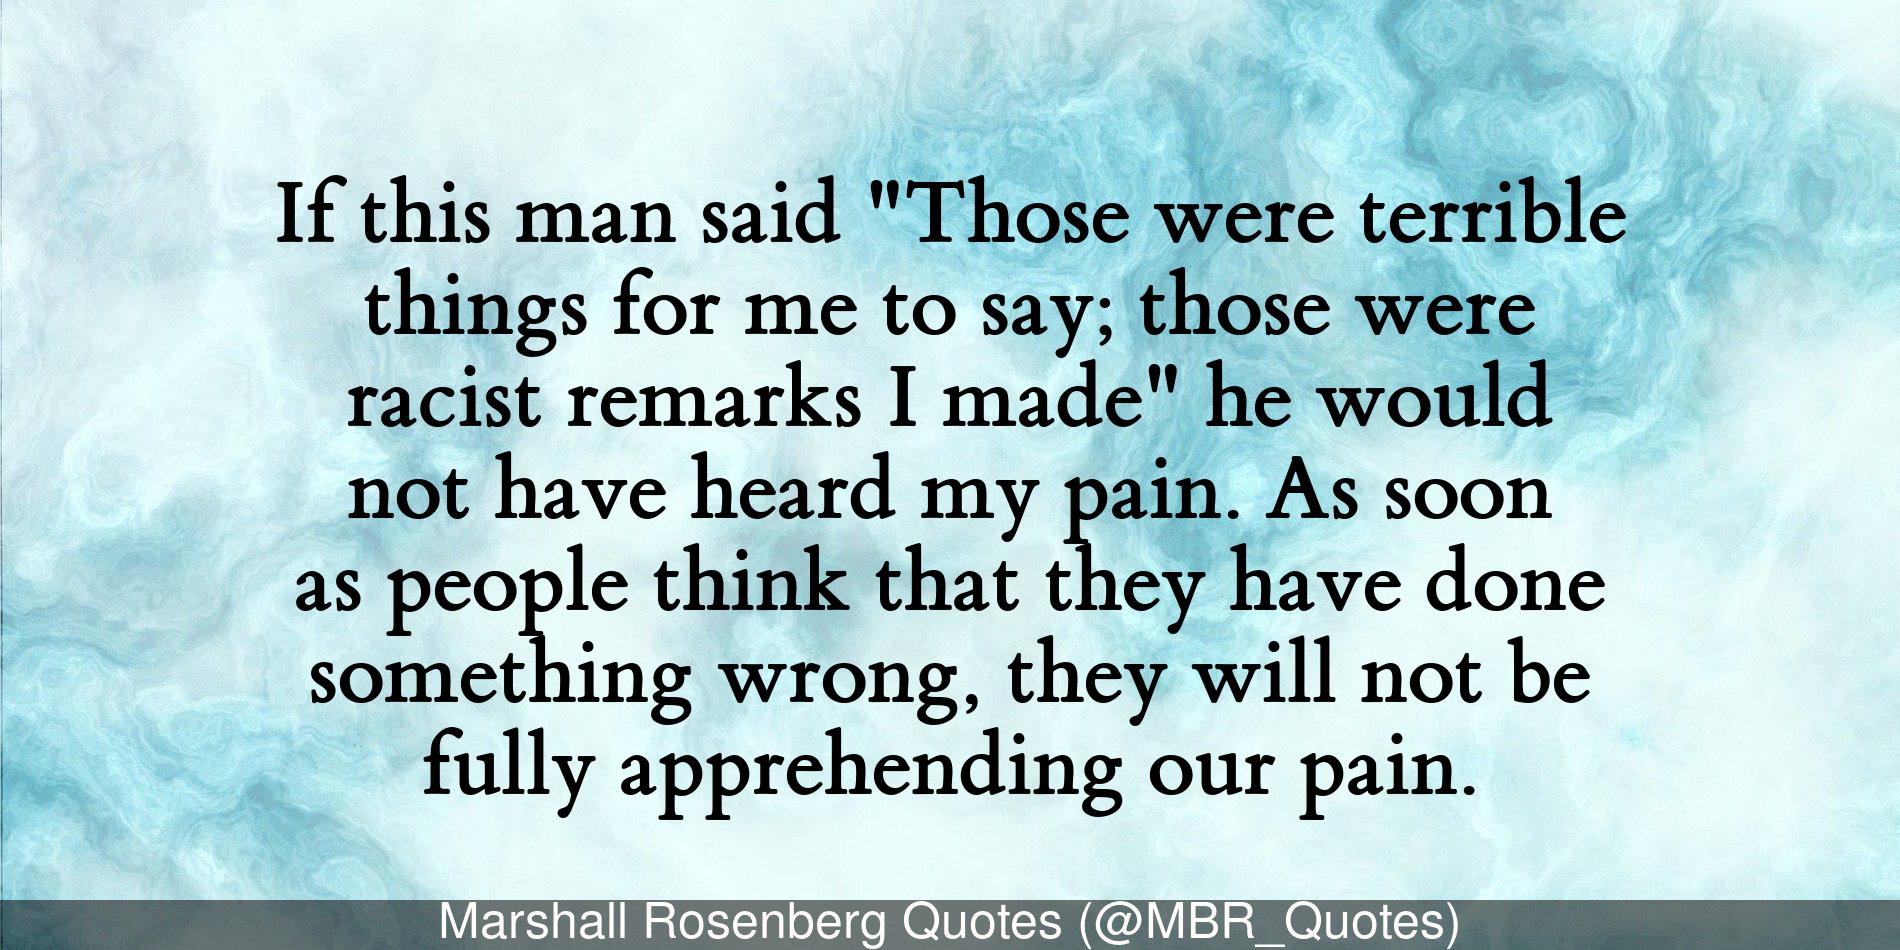 If this man said "Those were terrible
things for me to say; those were
racist remarks I made" he would
not have heard my pain. As soon
as people think that they have done
something wrong, they will not be
fully apprehending our pain.
Marshall Rosenberg Quotes (@MBR_Quotes)